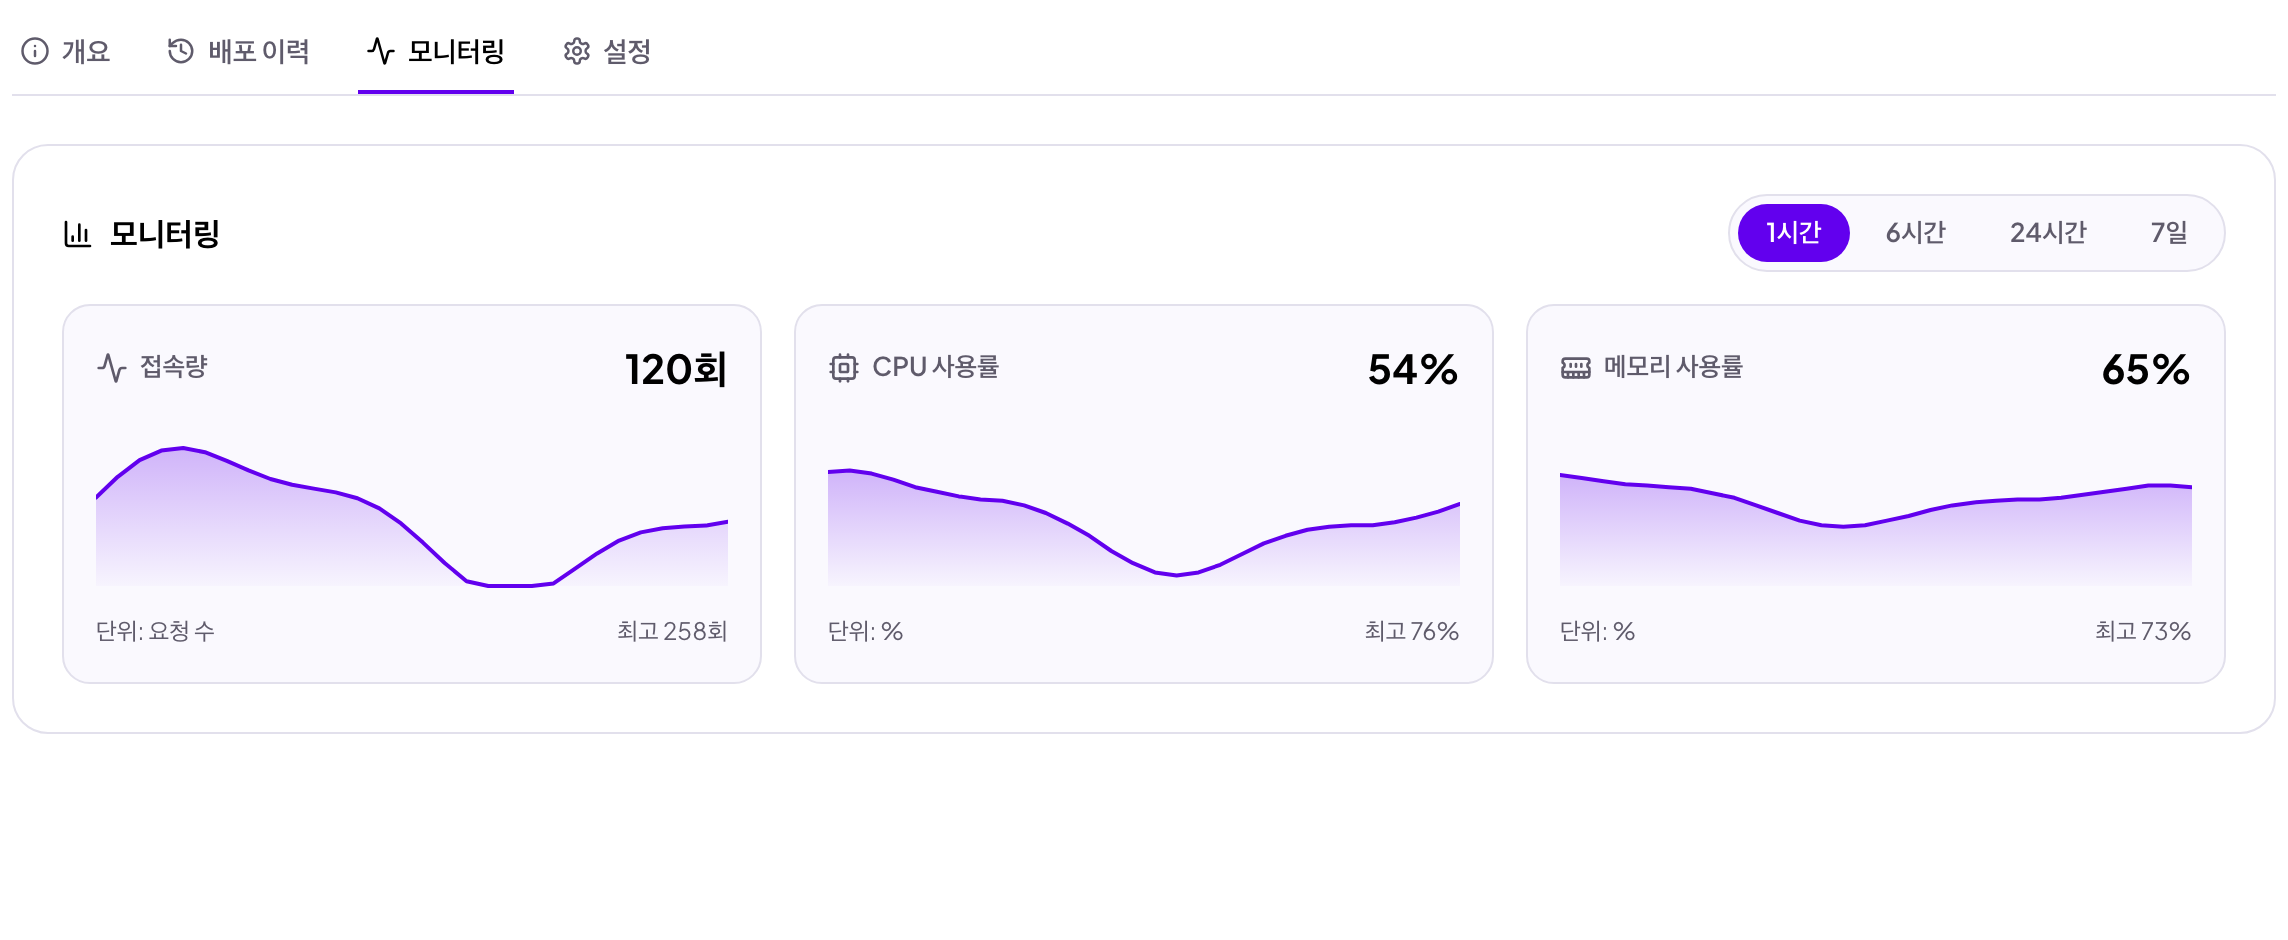 개요 배포 이력 모니터링 설정
모니터링
1시간 6시간 24시간 7일
접속량 120회
단위: 요청 수 최고 258회
CPU 사용률 54%
단위: % 최고 76%
메모리 사용률 65%
단위: % 최고 73%